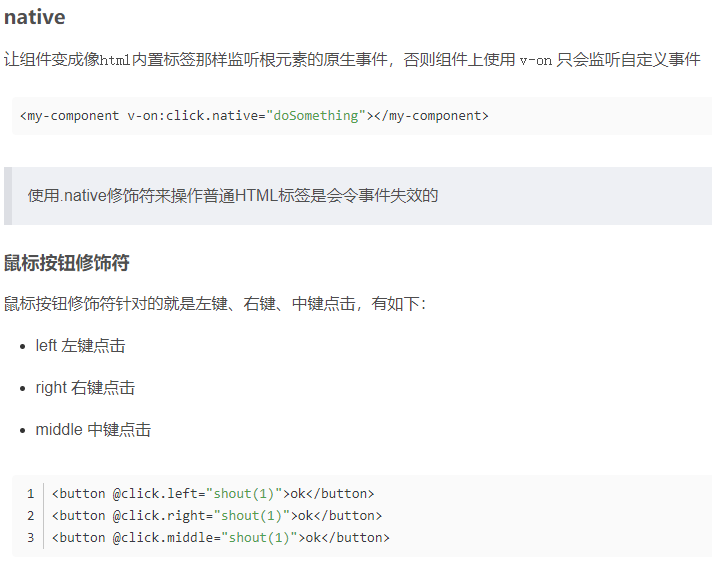 native
让组件变成像html内置标签那样监听根元素的原生事件，否则组件上使用 v-on 只会监听自定义事件
<my-component v-on:click.native="doSomething"></my-component>
使用.native修饰符来操作普通HTML标签是会令事件失效的
鼠标按钮修饰符
鼠标按钮修饰符针对的就是左键、右键、中键点击，有如下：
left 左键点击
right 右键点击
middle 中键点击
1 <button @click.left="shout(1)">ok</button>
2 <button @click.right="shout(1)">ok</button>
3 <button @click.middle="shout(1)">ok</button>